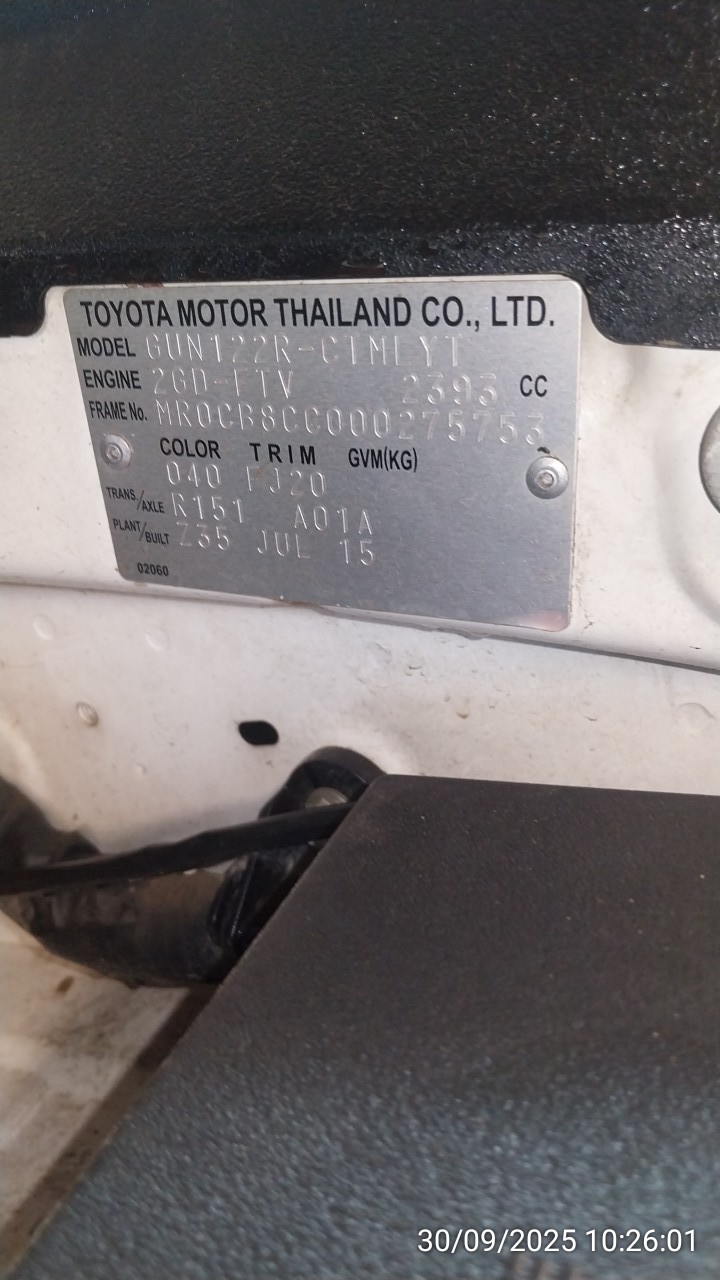 TOYOTA MOTOR THAILAND CO., LTD.
MODEL GUN122R-CTMLYT
ENGINE 2GD-FTV 2393 CC
FRAME No. MR0CB8CC000275753
COLOR TRIM GVM(KG)
040 FJ20
TRANS./AXLE R151 A01A
PLANT/BUILT Z35 JUL 15
02060
30/09/2025 10:26:01